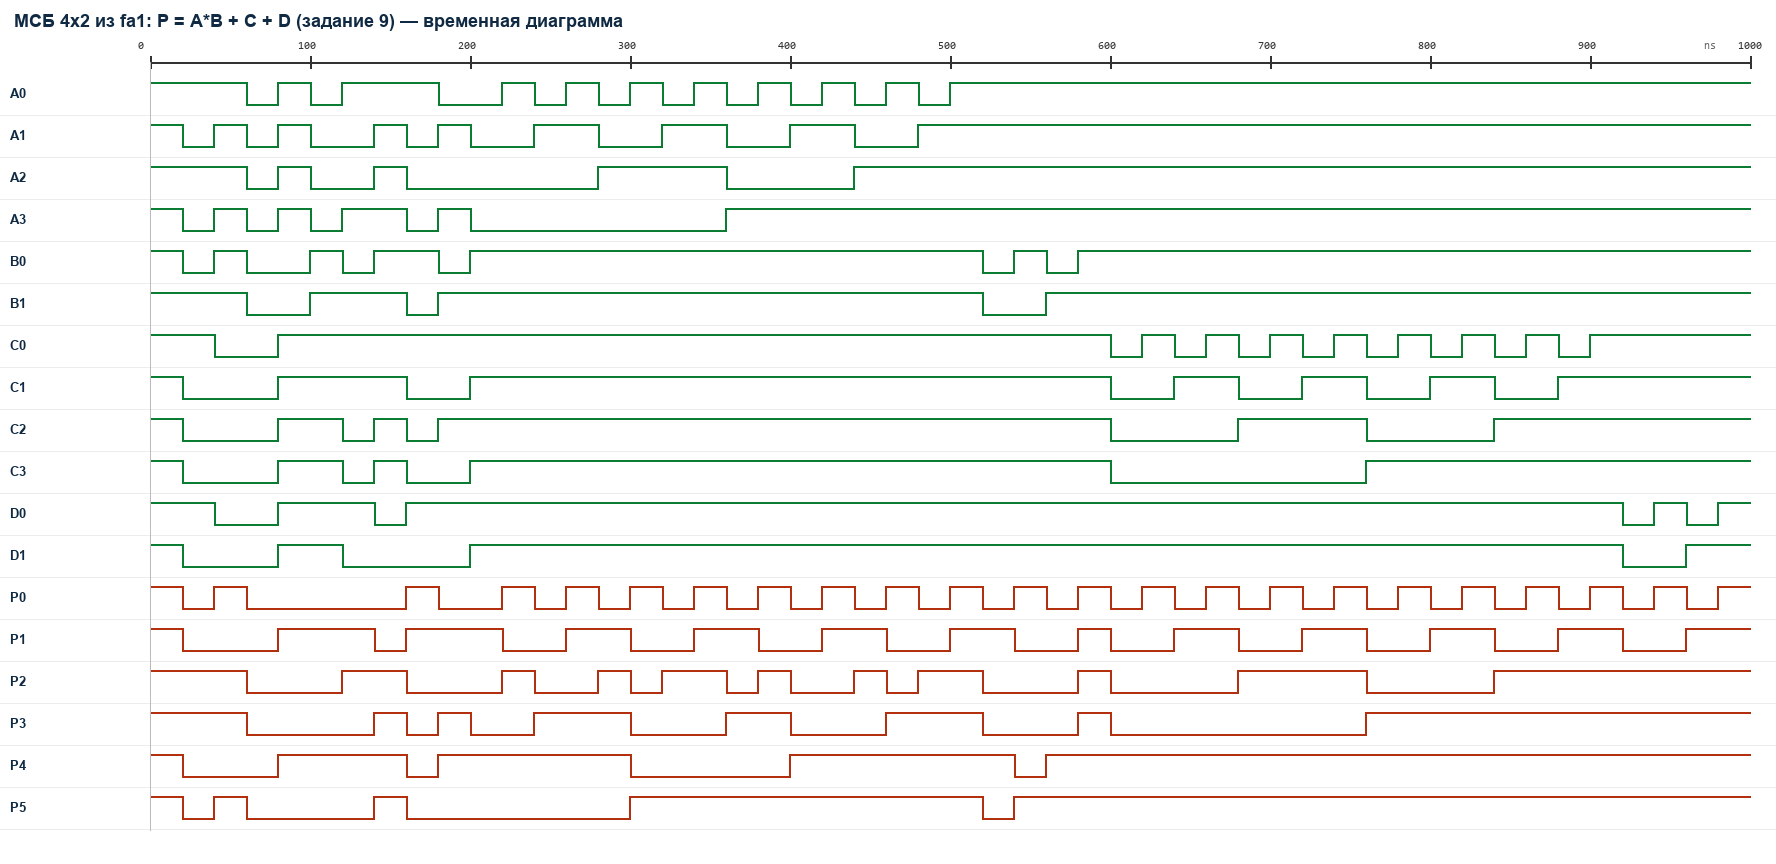 МСБ 4x2 из fa1: P = A*B + C + D (задание 9) — временная диаграмма
0 100 200 300 400 500 600 700 800 900 ns 1000
A0
A1
A2
A3
B0
B1
C0
C1
C2
C3
D0
D1
P0
P1
P2
P3
P4
P5